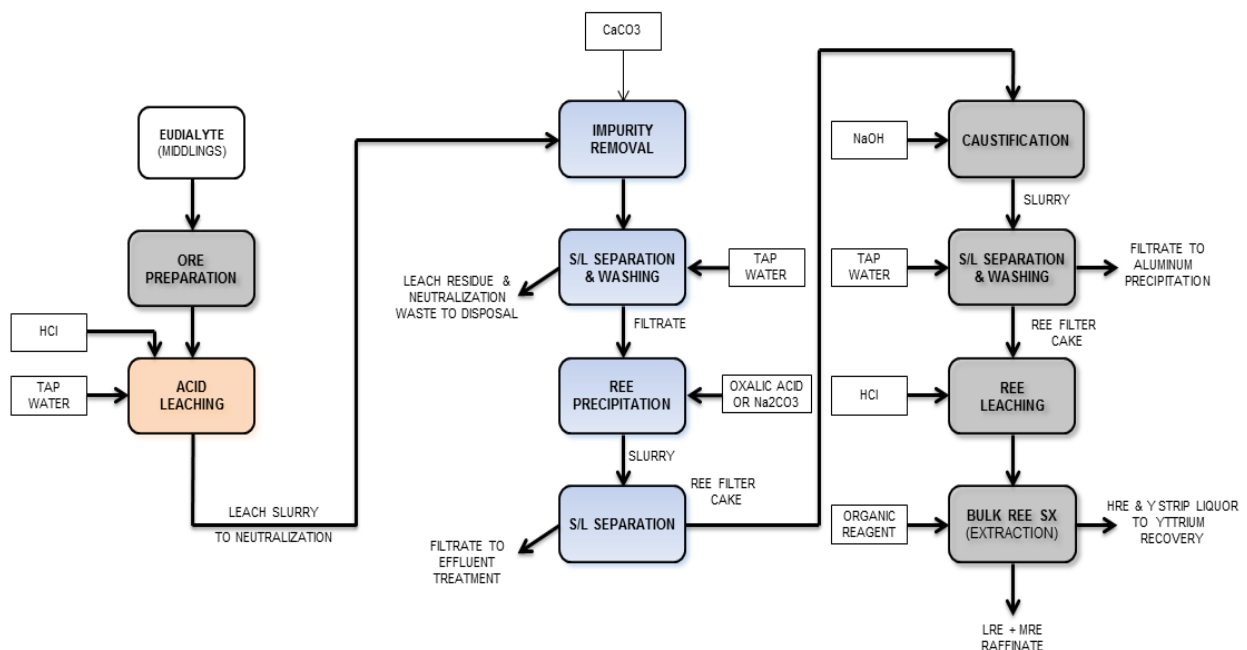 EUDIALYTE
(MIDDLINGS)
ORE
PREPARATION
HCl
TAP
WATER
ACID
LEACHING
LEACH SLURRY
TO NEUTRALIZATION
CaCO3
IMPURITY
REMOVAL
S/L SEPARATION
& WASHING
TAP
WATER
LEACH RESIDUE &
NEUTRALIZATION
WASTE TO DISPOSAL
FILTRATE
REE
PRECIPITATION
OXALIC ACID
OR Na2CO3
SLURRY
REE FILTER
CAKE
S/L SEPARATION
FILTRATE TO
EFFLUENT
TREATMENT
NaOH
CAUSTIFICATION
SLURRY
TAP
WATER
S/L SEPARATION
& WASHING
FILTRATE TO
ALUMINUM
PRECIPITATION
REE FILTER
CAKE
HCl
REE
LEACHING
ORGANIC
REAGENT
BULK REE SX
(EXTRACTION)
HRE & Y STRIP LIQUOR
TO YTTRIUM
RECOVERY
LRE + MRE
RAFFINATE